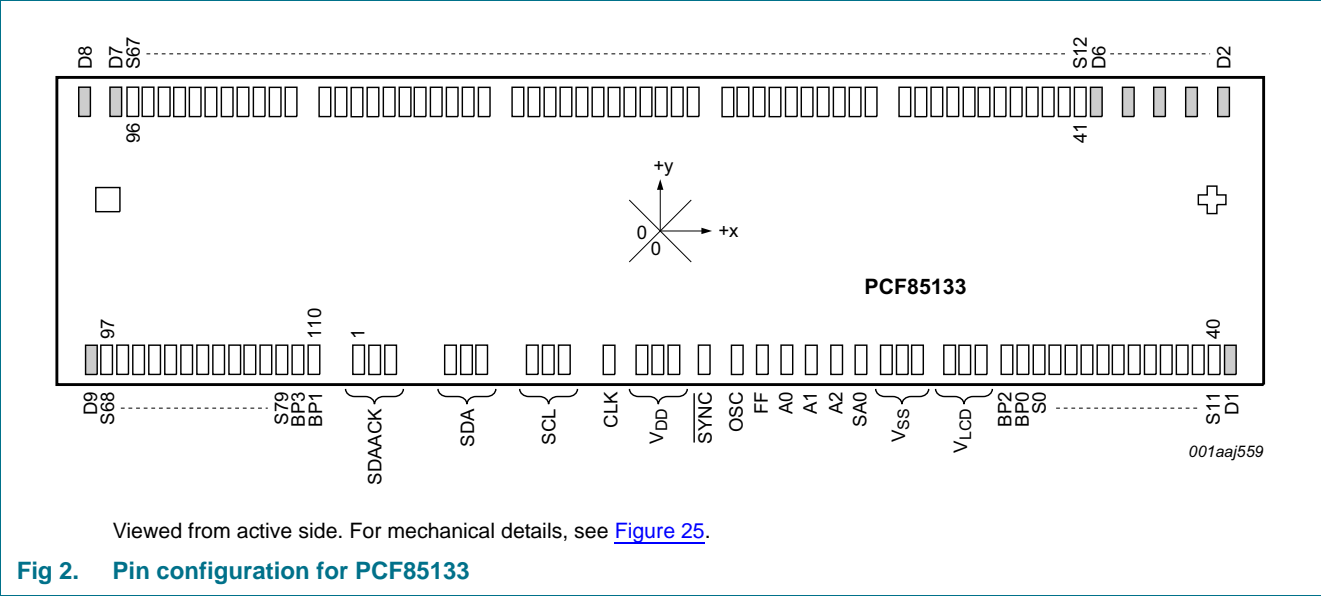 D8 D7 S67 S12 D6 D2
96 41
+y
0 +x
0
PCF85133
97 110 1 40
D9 S68 S79 BP3 BP1 SDAACK SDA SCL CLK VDD SYNC OSC FF A0 A1 A2 SA0 VSS VLCD BP2 BP0 S0 S11 D1
001aaj559
Viewed from active side. For mechanical details, see Figure 25.
Fig 2. Pin configuration for PCF85133